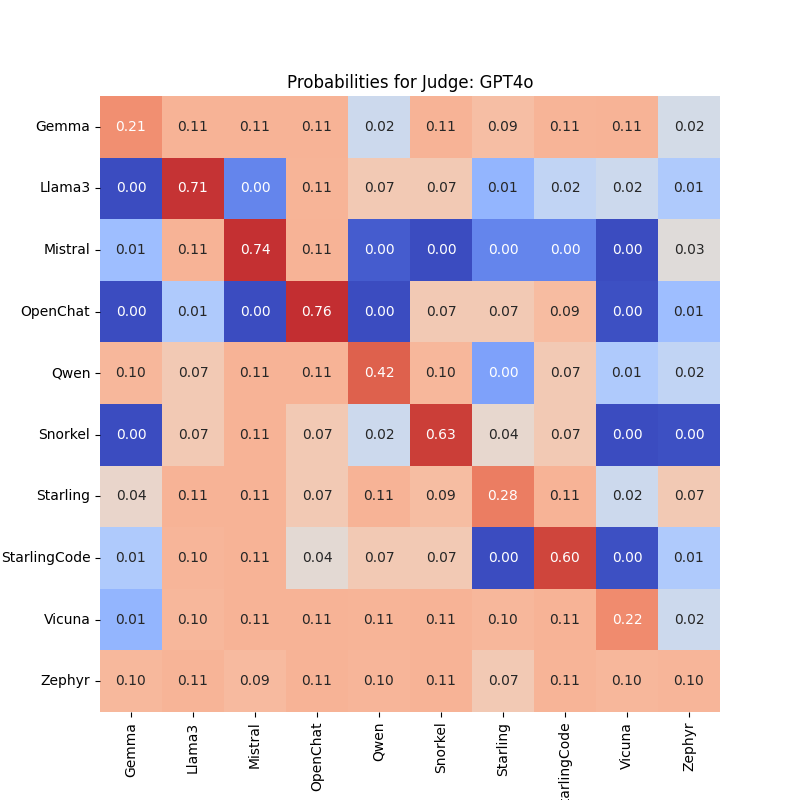 Probabilities for Judge: GPT4o
Gemma 0.21 0.11 0.11 0.11 0.02 0.11 0.09 0.11 0.11 0.02
Llama3 0.00 0.71 0.00 0.11 0.07 0.07 0.01 0.02 0.02 0.01
Mistral 0.01 0.11 0.74 0.11 0.00 0.00 0.00 0.00 0.00 0.03
OpenChat 0.00 0.01 0.00 0.76 0.00 0.07 0.07 0.09 0.00 0.01
Qwen 0.10 0.07 0.11 0.11 0.42 0.10 0.00 0.07 0.01 0.02
Snorkel 0.00 0.07 0.11 0.07 0.02 0.63 0.04 0.07 0.00 0.00
Starling 0.04 0.11 0.11 0.07 0.11 0.09 0.28 0.11 0.02 0.07
StarlingCode 0.01 0.10 0.11 0.04 0.07 0.07 0.00 0.60 0.00 0.01
Vicuna 0.01 0.10 0.11 0.11 0.11 0.11 0.10 0.11 0.22 0.02
Zephyr 0.10 0.11 0.09 0.11 0.10 0.11 0.07 0.11 0.10 0.10
Gemma Llama3 Mistral OpenChat Qwen Snorkel Starling arlingCode Vicuna Zephyr